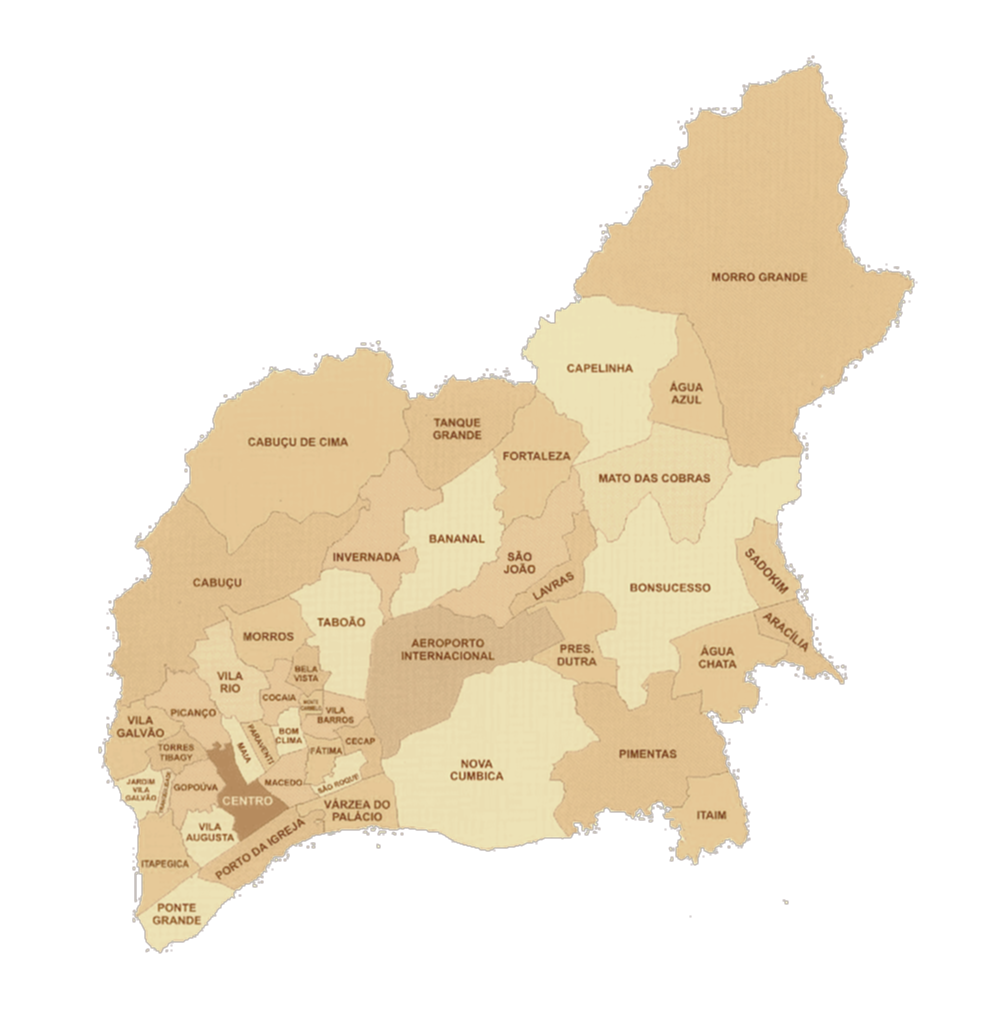 MORRO GRANDE
CAPELINHA
ÁGUA
AZUL
TANQUE
GRANDE
CABUÇU DE CIMA
FORTALEZA
MATO DAS COBRAS
BANANAL
INVERNADA
SÃO
JOÃO
LAVRAS
CABUÇU
BONSUCESSO
SADOKIM
TABOÃO
ARACÍLIA
MORROS
AEROPORTO
INTERNACIONAL
PRES.
DUTRA
ÁGUA
CHATA
BELA
VISTA
VILA
RIO
COCAIA
VILA
BARROS
PICANÇO
VILA
GALVÃO
BOM
CLIMA
PARAVENTI
MAIA
FÁTIMA
CECAP
TORRES
TIBAGY
PIMENTAS
NOVA
CUMBICA
JARDIM
VILA
GALVÃO
GOPOÚVA
MACEDO
SÃO ROQUE
CENTRO
VÁRZEA DO
PALÁCIO
ITAIM
VILA
AUGUSTA
PORTO DA IGREJA
ITAPEGICA
PONTE
GRANDE